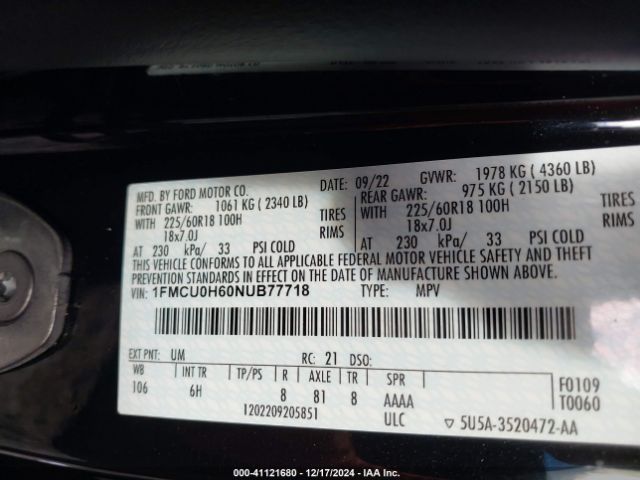 MFD. BY FORD MOTOR CO.
DATE: 09/22 GVWR: 1978 KG ( 4360 LB)
FRONT GAWR: 1061 KG ( 2340 LB) REAR GAWR: 975 KG ( 2150 LB)
WITH 225/60R18 100H TIRES WITH 225/60R18 100H TIRES
18x7.0J RIMS 18x7.0J RIMS
AT 230 kPa/ 33 PSI COLD AT 230 kPa/ 33 PSI COLD
THIS VEHICLE CONFORMS TO ALL APPLICABLE FEDERAL MOTOR VEHICLE SAFETY AND THEFT
PREVENTION STANDARDS IN EFFECT ON THE DATE OF MANUFACTURE SHOWN ABOVE.
VIN: 1FMCU0H60NUB77718 TYPE: MPV
EXT PNT: UM RC: 21 DSO:
WB INT TR TP/PS R AXLE TR SPR
106 6H 8 81 8 AAAA
F0109
T0060
1202209205851 ULC 5U5A-3520472-AA
000-41121680 - 12/17/2024 - IAA Inc.